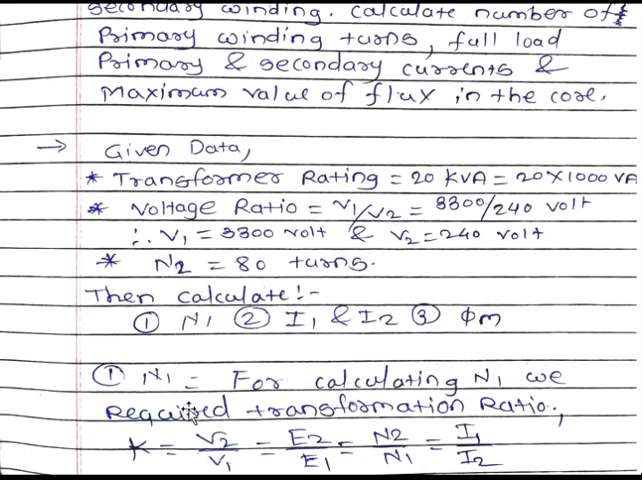 secondary winding. calculate number of
Primary winding turns, full load
Primary & secondary currents &
Maximum value of flux in the core.
→ Given Data,
* Transformer Rating = 20 KVA = 20×1000 VA
* Voltage Ratio = V1/V2 = 3300/240 volt
∴ V1 = 3300 volt & V2 = 240 volt
* N2 = 80 turns.
Then calculate :-
① N1 ② I1 & I2 ③ ϕm
① N1 = For calculating N1 we
Required transformation Ratio,
K = V2/V1 = E2/E1 = N2/N1 = I1/I2